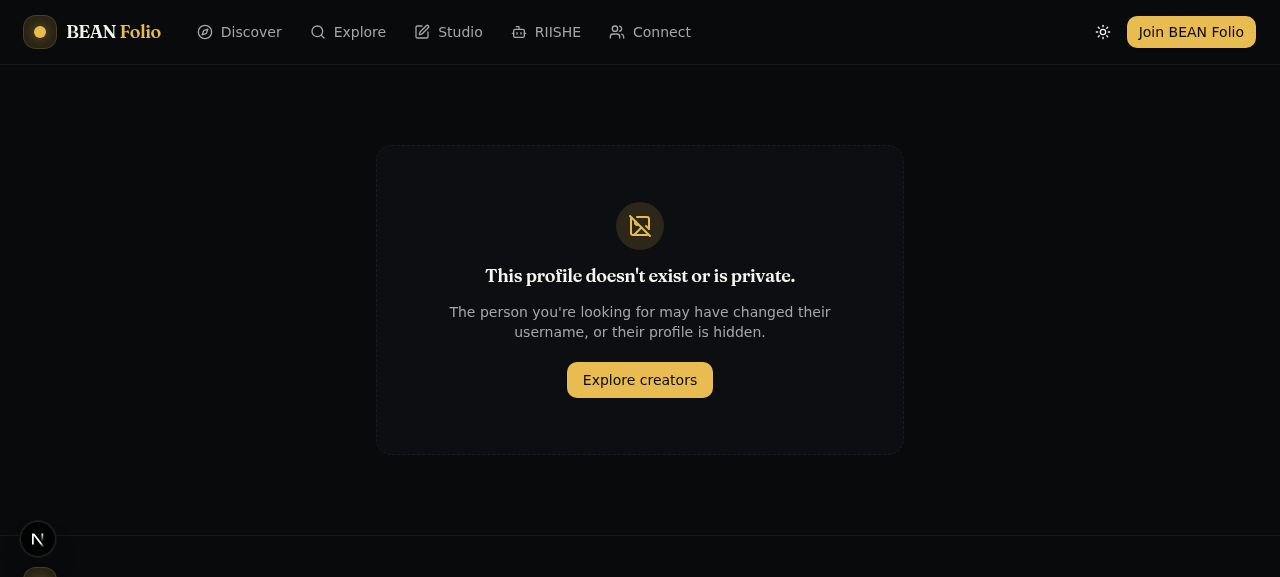 BEAN Folio
Discover
Explore
Studio
RIISHE
Connect
Join BEAN Folio
This profile doesn't exist or is private.
The person you're looking for may have changed their
username, or their profile is hidden.
Explore creators
N